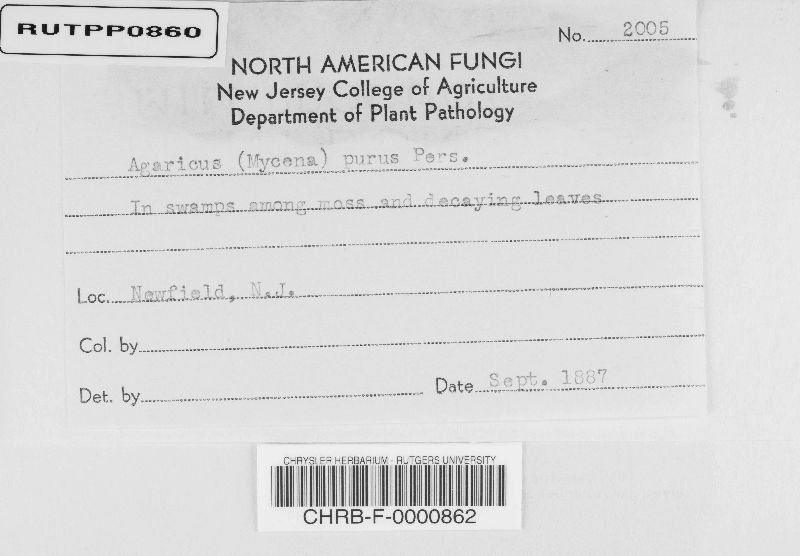 RUTPP0860
No. 2005
NORTH AMERICAN FUNGI
New Jersey College of Agriculture
Department of Plant Pathology
Agaricus (Mycena) purus Pers.
In swamps among moss and decaying leaves
Loc. Newfield, N.J.
Col. by
Det. by Date Sept. 1887
CHRYSLER HERBARIUM - RUTGERS UNIVERSITY
CHRB-F-0000862